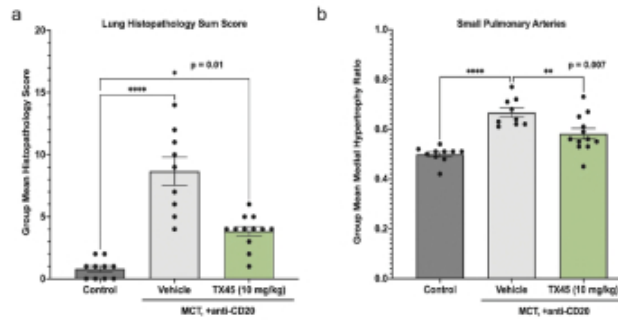 a
Lung Histopathology Sum Score
Group Mean Histopathology Score
20
15
10
5
0
*
p = 0.01
****
Control
Vehicle
TX45 (10 mg/kg)
MCT, +anti-CD20
b
Small Pulmonary Arteries
Group Mean Medial Hypertrophy Ratio
1.0
0.8
0.6
0.4
0.2
0.0
****
**
p = 0.007
Control
Vehicle
TX45 (10 mg/kg)
MCT, +anti-CD20